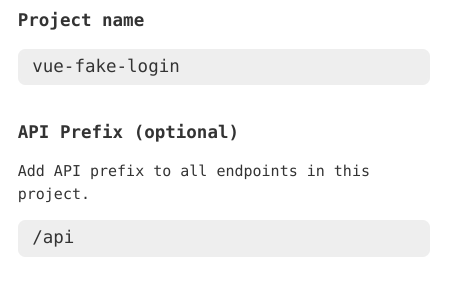 Project name
vue-fake-login
API Prefix (optional)
Add API prefix to all endpoints in this
project.
/api